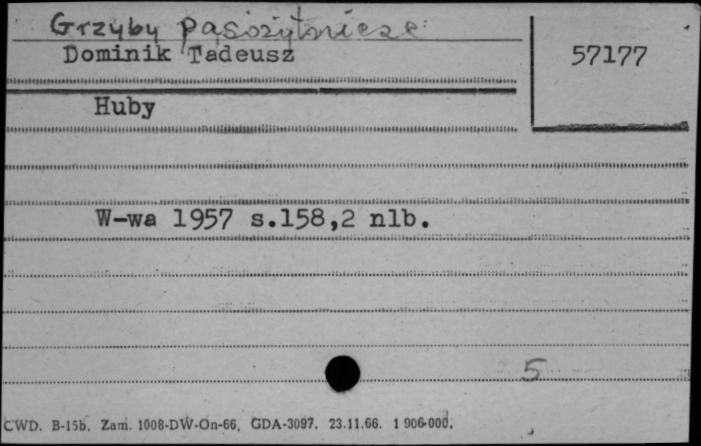 Grzyby pasożytnicze
Dominik Tadeusz
57177
Huby
W-wa 1957 s.158,2 nlb.
5
CWD. B-15b. Zam. 1008-DW-On-66. GDA-3097. 23.11.66. 1 906.000.